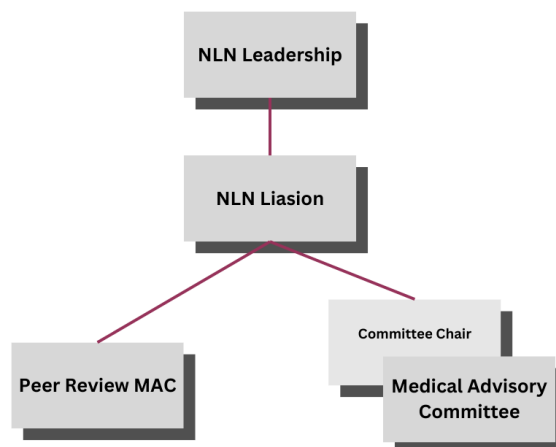 NLN Leadership
NLN Liasion
Committee Chair
Peer Review MAC
Medical Advisory
Committee